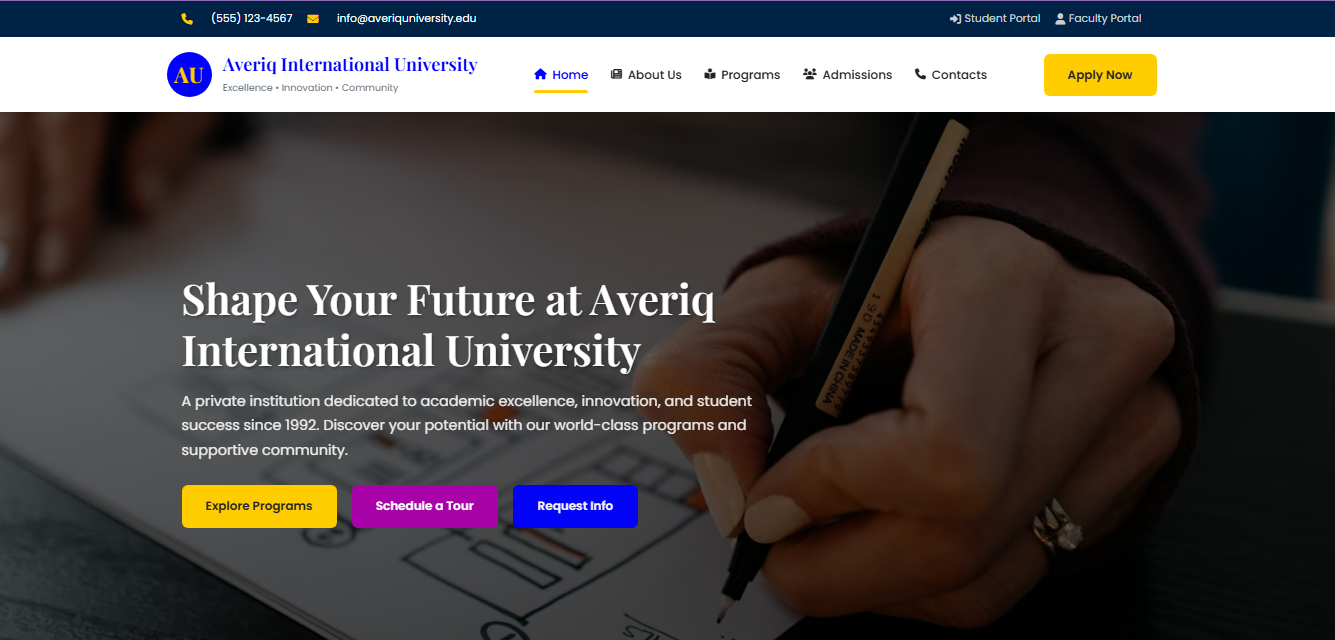 (555) 123-4567 info@averiquniversity.edu Student Portal Faculty Portal
AU
Averiq International University
Excellence • Innovation • Community
Home About Us Programs Admissions Contacts Apply Now
Shape Your Future at Averiq
International University
A private institution dedicated to academic excellence, innovation, and student
success since 1992. Discover your potential with our world-class programs and
supportive community.
Explore Programs Schedule a Tour Request Info
MADE IN CHINA